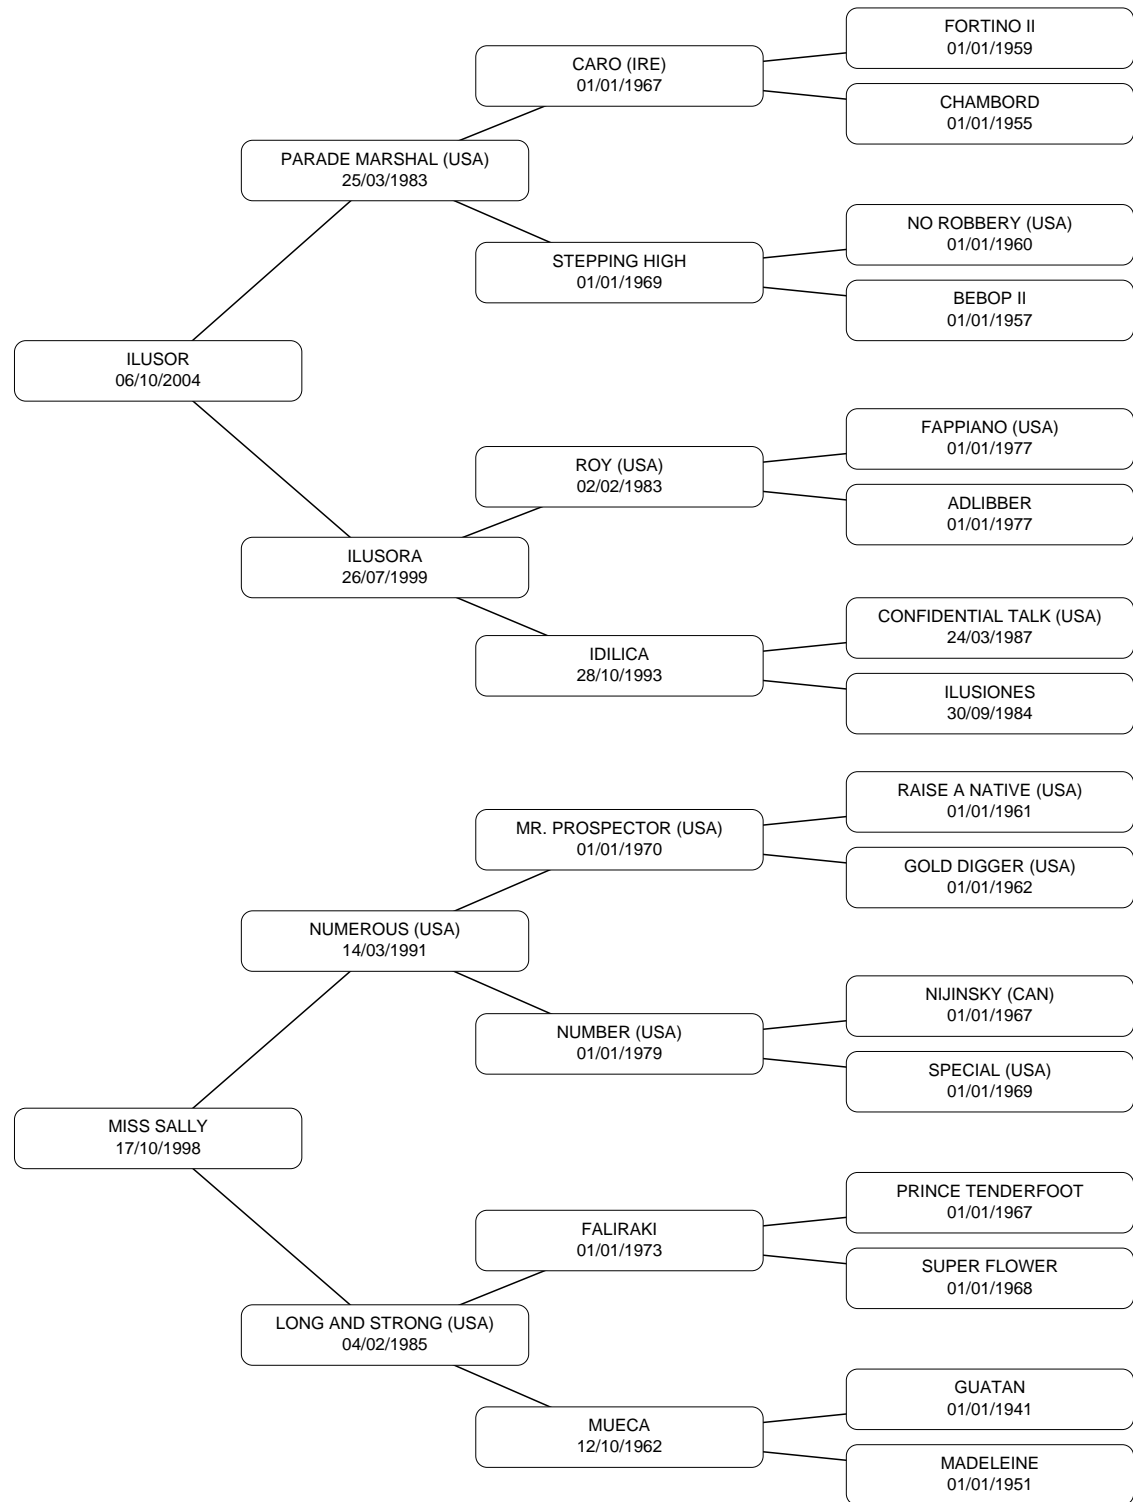 FORTINO II
01/01/1959
CARO (IRE)
01/01/1967
CHAMBORD
01/01/1955
PARADE MARSHAL (USA)
25/03/1983
NO ROBBERY (USA)
01/01/1960
STEPPING HIGH
01/01/1969
BEBOP II
01/01/1957
ILUSOR
06/10/2004
FAPPIANO (USA)
01/01/1977
ROY (USA)
02/02/1983
ADLIBBER
01/01/1977
ILUSORA
26/07/1999
CONFIDENTIAL TALK (USA)
24/03/1987
IDILICA
28/10/1993
ILUSIONES
30/09/1984
RAISE A NATIVE (USA)
01/01/1961
MR. PROSPECTOR (USA)
01/01/1970
GOLD DIGGER (USA)
01/01/1962
NUMEROUS (USA)
14/03/1991
NIJINSKY (CAN)
01/01/1967
NUMBER (USA)
01/01/1979
SPECIAL (USA)
01/01/1969
MISS SALLY
17/10/1998
PRINCE TENDERFOOT
01/01/1967
FALIRAKI
01/01/1973
SUPER FLOWER
01/01/1968
LONG AND STRONG (USA)
04/02/1985
GUATAN
01/01/1941
MUECA
12/10/1962
MADELEINE
01/01/1951